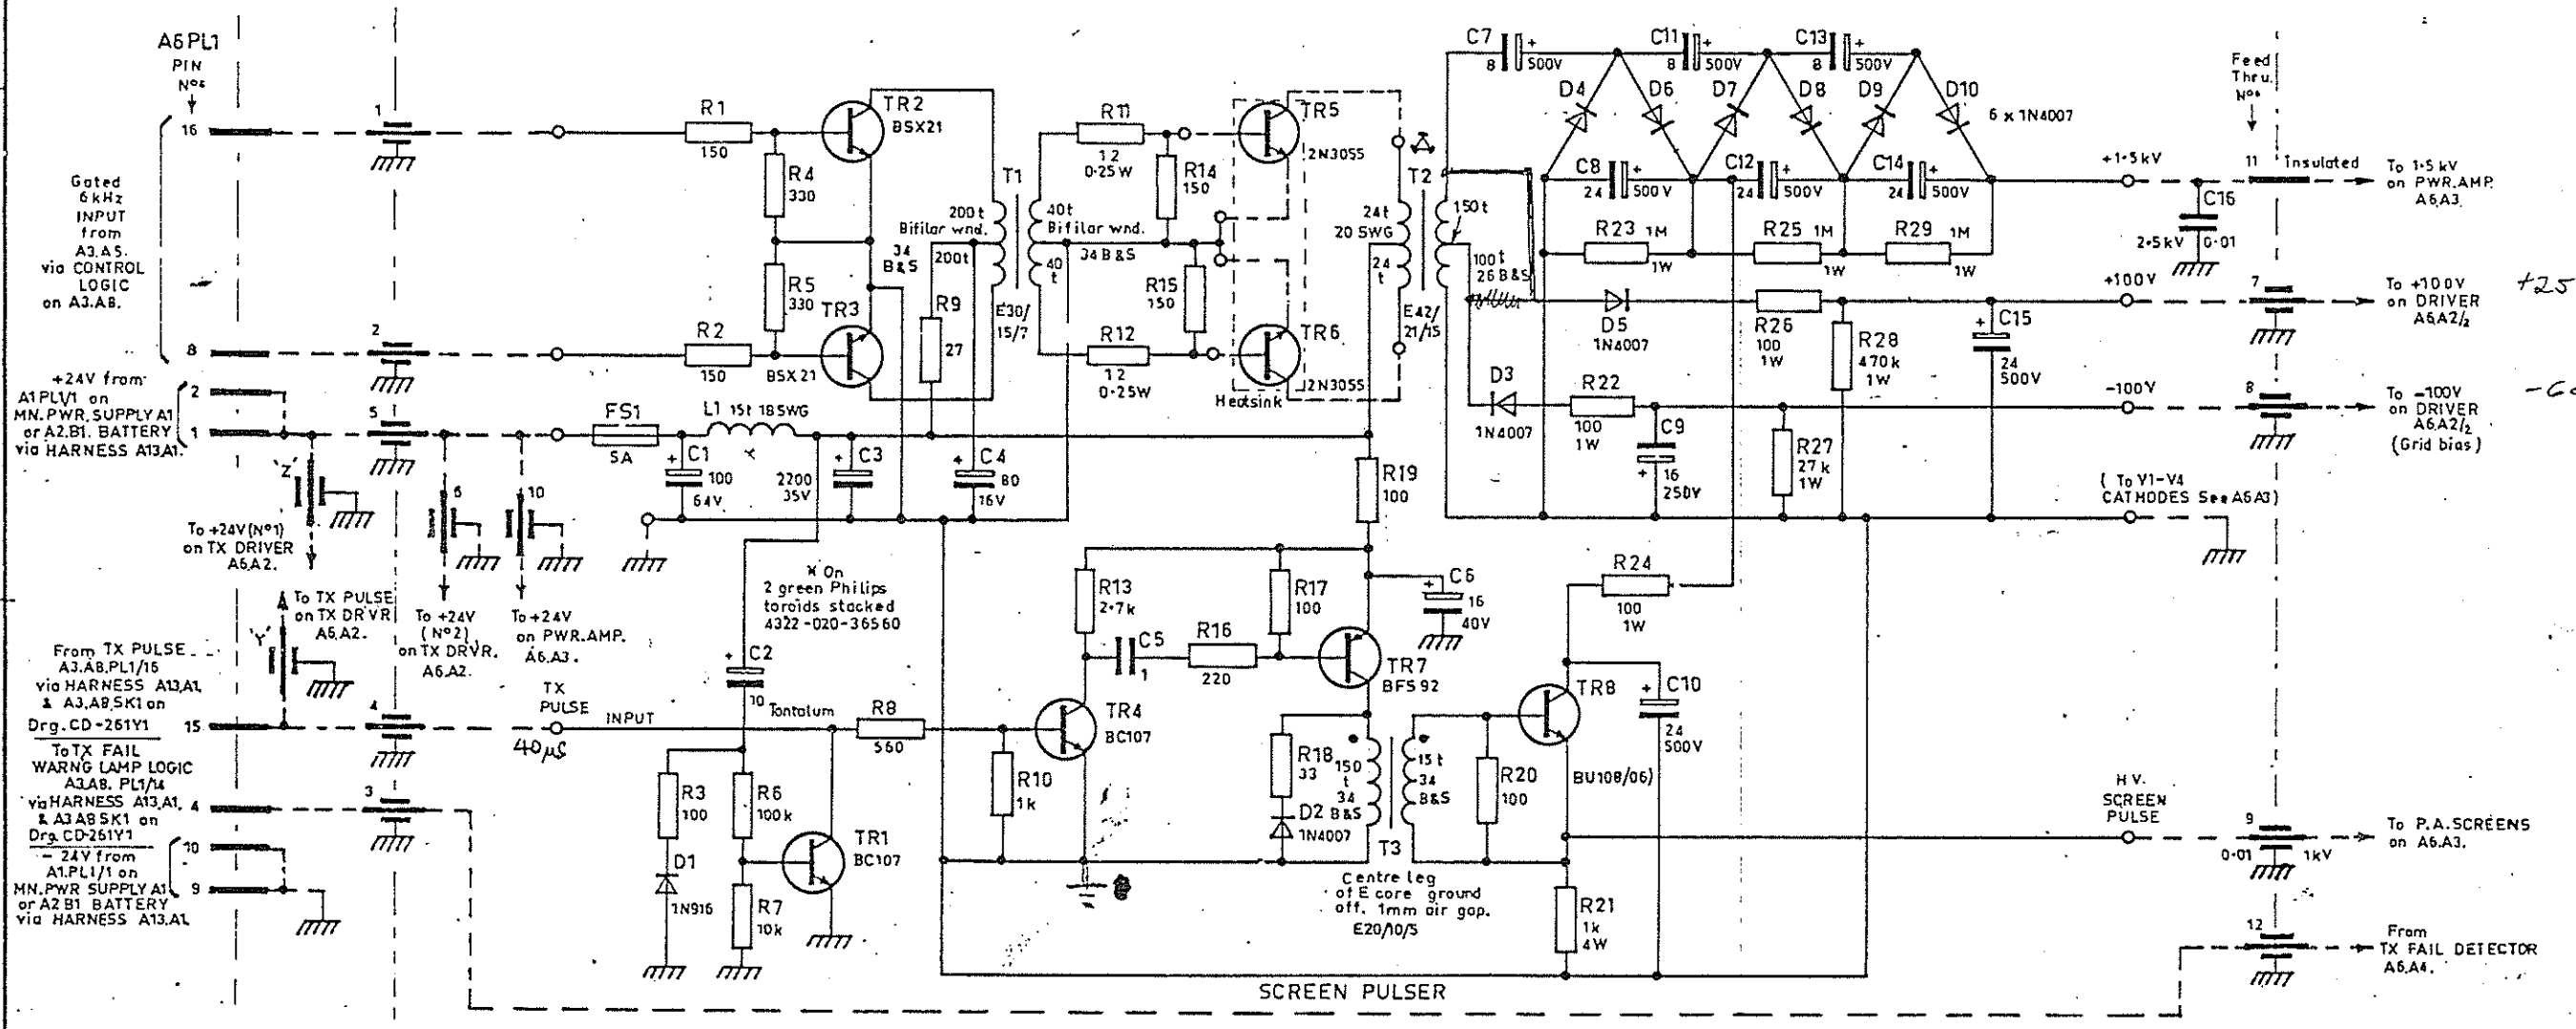 A6PL1
PIN
Nos
16
Gated
6kHz
INPUT
from
A3.A5.
via CONTROL
LOGIC
on A3.A8.
8
+24V from
A1PL1/1 on
MN.PWR.SUPPLY A1
or A2.B1. BATTERY
via HARNESS A13.A1.
2
1
1
2
5
'Z'
To +24V (Nº1)
on TX DRIVER
A6.A2.
6
10
To TX PULSE
on TX DRVR
A6.A2.
'Y'
To +24V
(Nº2)
on TX DRVR.
A6.A2.
To +24V
on PWR.AMP.
A6.A3.
From TX PULSE
A3.A8.PL1/16
via HARNESS A13.A1.
& A3.A8.SK1 on
Drg. CD-261Y1
15
To TX FAIL
WARNG LAMP LOGIC
A3.A8. PL1/14
via HARNESS A13.A1.
& A3A8SK1 on
Drg. CD-261Y1
4
- 24V from
A1.PL1/1 on
MN.PWR SUPPLY A1
or A2B1 BATTERY
via HARNESS A13.A1.
10
9
4
3
TX
PULSE
40µS
INPUT
R1
150
R2
150
R4
330
R5
330
TR2
BSX21
TR3
BSX21
FS1
5A
L1 15t 18SWG
C1
100
64V
C3
2200
35V
C4
80
16V
R9
27
34
B&S
200t
Bifilar wnd.
200t
T1
E30/
15/7
40t
Bifilar wnd.
34 B&S
40
t
R11
12
0·25W
R12
12
0·25W
R14
150
R15
150
TR5
2N3055
TR6
2N3055
Heatsink
24t
20 SWG
24
t
T2
150t
100t
26 B&S
E42/
21/15
C7
8
500V
C11
8
500V
C13
8
500V
D4
D6
D7
D8
D9
D10
6 x 1N4007
C8
24
500V
C12
24
500V
C14
24
500V
R23 1M
1W
R25 1M
1W
R29 1M
1W
D5
1N4007
R26
100
1W
R28
470k
1W
C15
24
500V
D3
1N4007
R22
100
1W
C9
16
250V
R27
27k
1W
+1·5kV
C16
2·5kV
0·01
+100V
-100V
(To V1-V4
CATHODES See A6A3)
Feed
Thru.
Nos
11
Insulated
To 1·5kV
on PWR.AMP.
A6.A3.
7
To +100V
on DRIVER
A6.A2/2
+25
8
To -100V
on DRIVER
A6.A2/2
(Grid bias)
X On
2 green Philips
toroids stacked
4322-020-36560
C2
10
Tantalum
R3
100
D1
1N916
R6
100k
R7
10k
TR1
BC107
R8
560
R10
1k
TR4
BC107
R13
2·7k
C5
1
R16
220
R17
100
R19
100
C6
16
40V
TR7
BFS92
R18
33
D2
1N4007
150
t
34
B&S
T3
15t
34
B&S
R20
100
Centre leg
of E core ground
off. 1mm air gap.
E20/10/5
R24
100
1W
TR8
BU108/06)
C10
24
500V
R21
1k
4W
H.V.
SCREEN
PULSE
9
0·01
1kV
To P.A.SCREENS
on A6.A3.
12
From
TX FAIL DETECTOR
A6.A4.
SCREEN PULSER